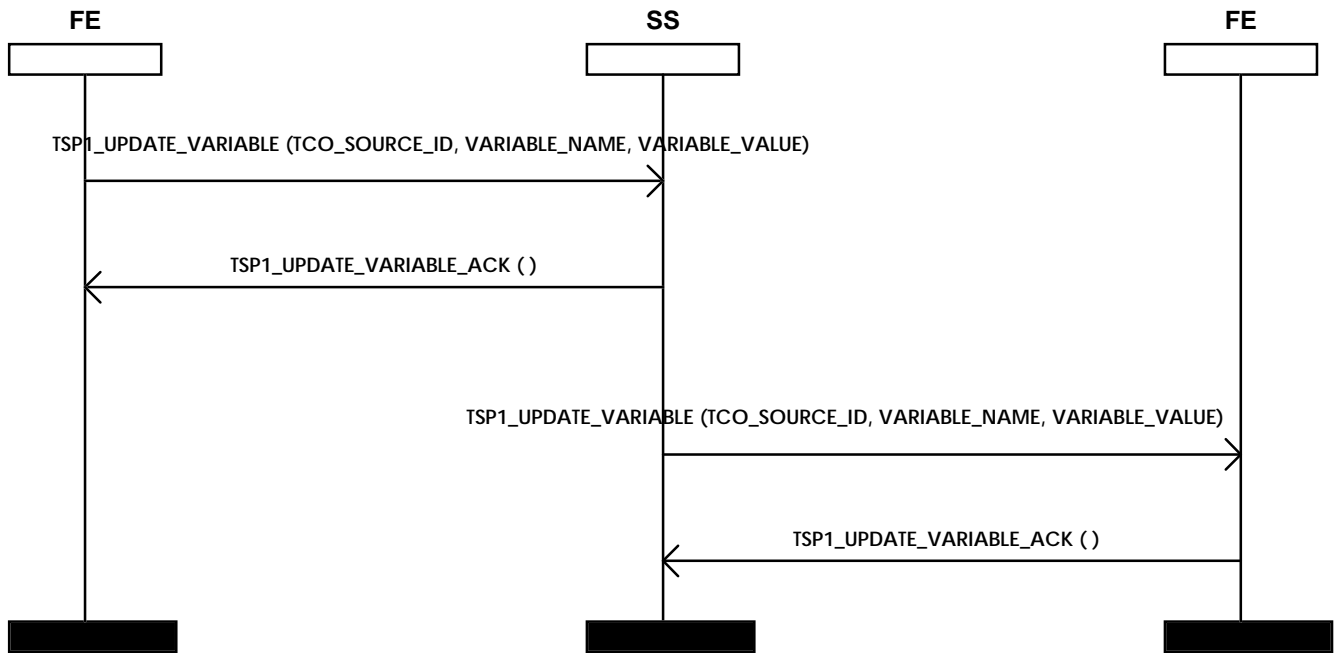 FE SS FE
TSP1_UPDATE_VARIABLE (TCO_SOURCE_ID, VARIABLE_NAME, VARIABLE_VALUE)
TSP1_UPDATE_VARIABLE_ACK ( )
TSP1_UPDATE_VARIABLE (TCO_SOURCE_ID, VARIABLE_NAME, VARIABLE_VALUE)
TSP1_UPDATE_VARIABLE_ACK ( )